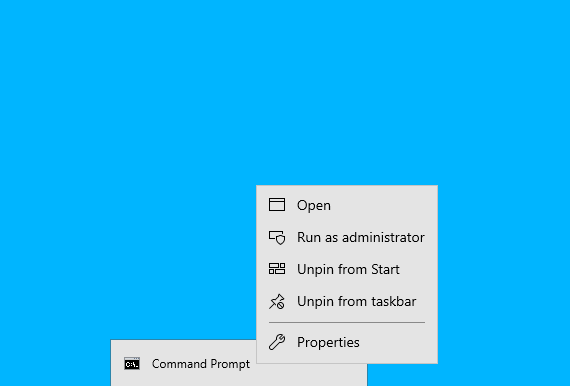 Open
Run as administrator
Unpin from Start
Unpin from taskbar
Properties
C:\.
Command Prompt